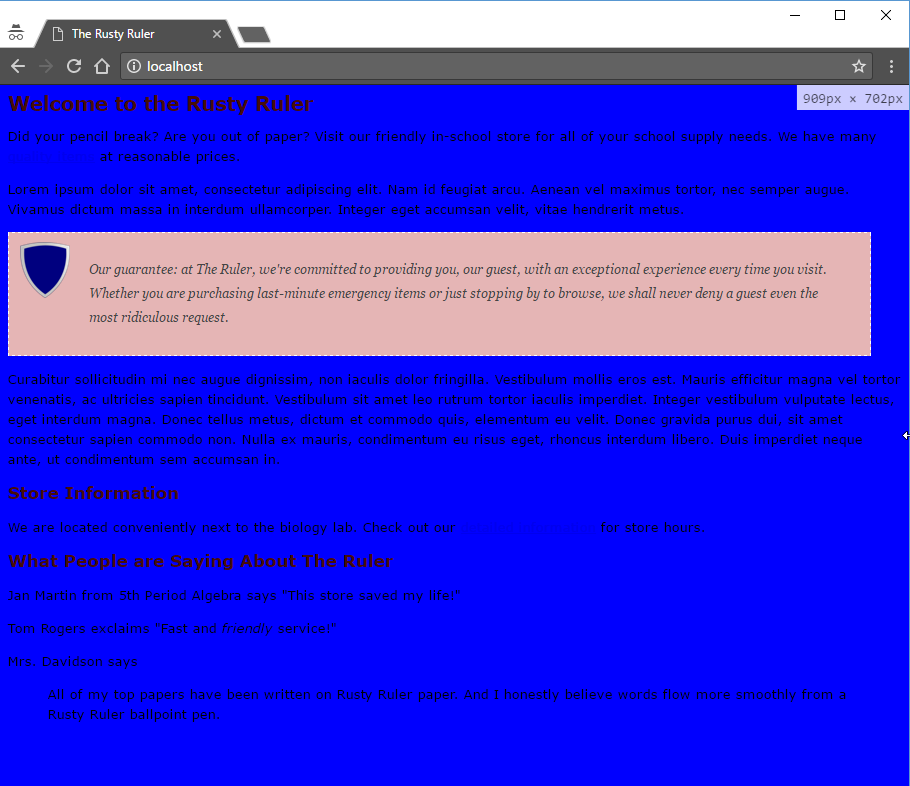 The Rusty Ruler
localhost
909px x 702px
Welcome to the Rusty Ruler
Did your pencil break? Are you out of paper? Visit our friendly in-school store for all of your school supply needs. We have many
at reasonable prices.
Lorem ipsum dolor sit amet, consectetur adipiscing elit. Nam id feugiat arcu. Aenean vel maximus tortor, nec semper augue.
Vivamus dictum massa in interdum ullamcorper. Integer eget accumsan velit, vitae hendrerit metus.
Our guarantee: at The Ruler, we're committed to providing you, our guest, with an exceptional experience every time you visit.
Whether you are purchasing last-minute emergency items or just stopping by to browse, we shall never deny a guest even the
most ridiculous request.
Curabitur sollicitudin mi nec augue dignissim, non iaculis dolor fringilla. Vestibulum mollis eros est. Mauris efficitur magna vel tortor
venenatis, ac ultricies sapien tincidunt. Vestibulum sit amet leo rutrum tortor iaculis imperdiet. Integer vestibulum vulputate lectus,
eget interdum magna. Donec tellus metus, dictum et commodo quis, elementum eu velit. Donec gravida purus dui, sit amet
consectetur sapien commodo non. Nulla ex mauris, condimentum eu risus eget, rhoncus interdum libero. Duis imperdiet neque
ante, ut condimentum sem accumsan in.
Store Information
We are located conveniently next to the biology lab. Check out our for store hours.
What People are Saying About The Ruler
Jan Martin from 5th Period Algebra says "This store saved my life!"
Tom Rogers exclaims "Fast and friendly service!"
Mrs. Davidson says
All of my top papers have been written on Rusty Ruler paper. And I honestly believe words flow more smoothly from a
Rusty Ruler ballpoint pen.